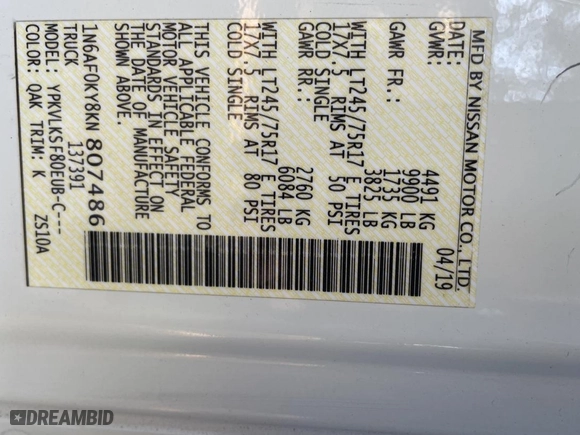 MFD BY NISSAN MOTOR CO., LTD.
DATE: 04/19
GVWR: 4491 KG
9900 LB
GAWR FR.: 1735 KG
3825 LB
WITH LT245/75R17 E TIRES
17X7.5 RIMS AT 50 PSI
COLD SINGLE
GAWR RR.: 2760 KG
6084 LB
WITH LT245/75R17 E TIRES
17X7.5 RIMS AT 80 PSI
COLD SINGLE
THIS VEHICLE CONFORMS TO
ALL APPLICABLE FEDERAL
MOTOR VEHICLE SAFETY
STANDARDS IN EFFECT ON
THE DATE OF MANUFACTURE
SHOWN ABOVE.
1N6AF0KY8KN807486
TRUCK 137391
MODEL: YPKVLKSF80EUB-C---
COLOR: QAK TRIM: K ZS10A
DREAMBID